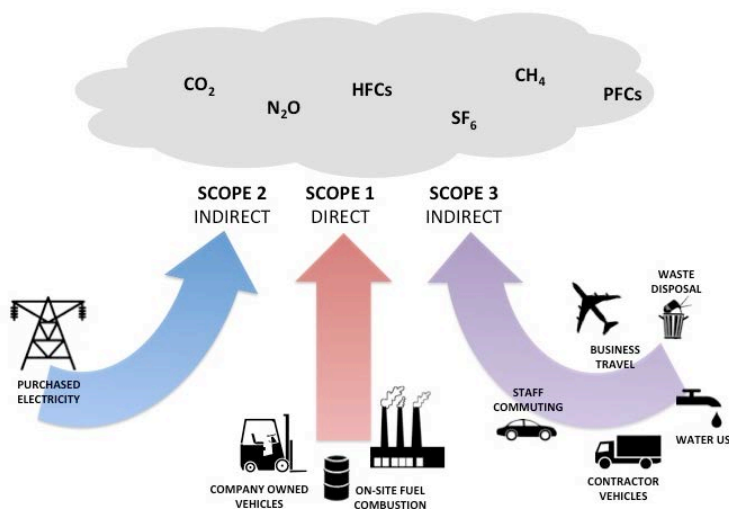 CO₂
N₂O
HFCs
SF₆
CH₄
PFCs
SCOPE 2
INDIRECT
SCOPE 1
DIRECT
SCOPE 3
INDIRECT
PURCHASED
ELECTRICITY
COMPANY OWNED
VEHICLES
ON-SITE FUEL
COMBUSTION
STAFF
COMMUTING
BUSINESS
TRAVEL
WASTE
DISPOSAL
WATER US
CONTRACTOR
VEHICLES